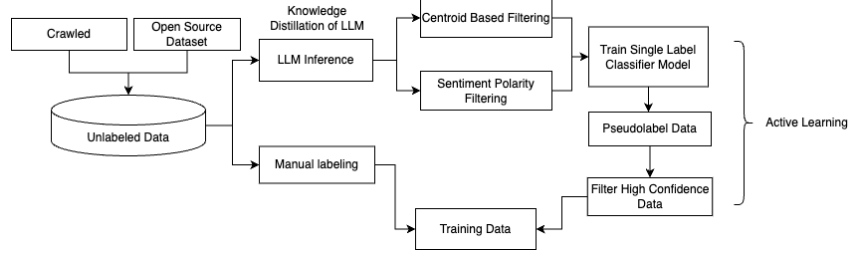 Knowledge
Distillation of LLM
Crawled
Open Source
Dataset
LLM Inference
Centroid Based Filtering
Sentiment Polarity
Filtering
Train Single Label
Classifier Model
Unlabeled Data
Pseudolabel Data
Active Learning
Manual labeling
Filter High Confidence
Data
Training Data